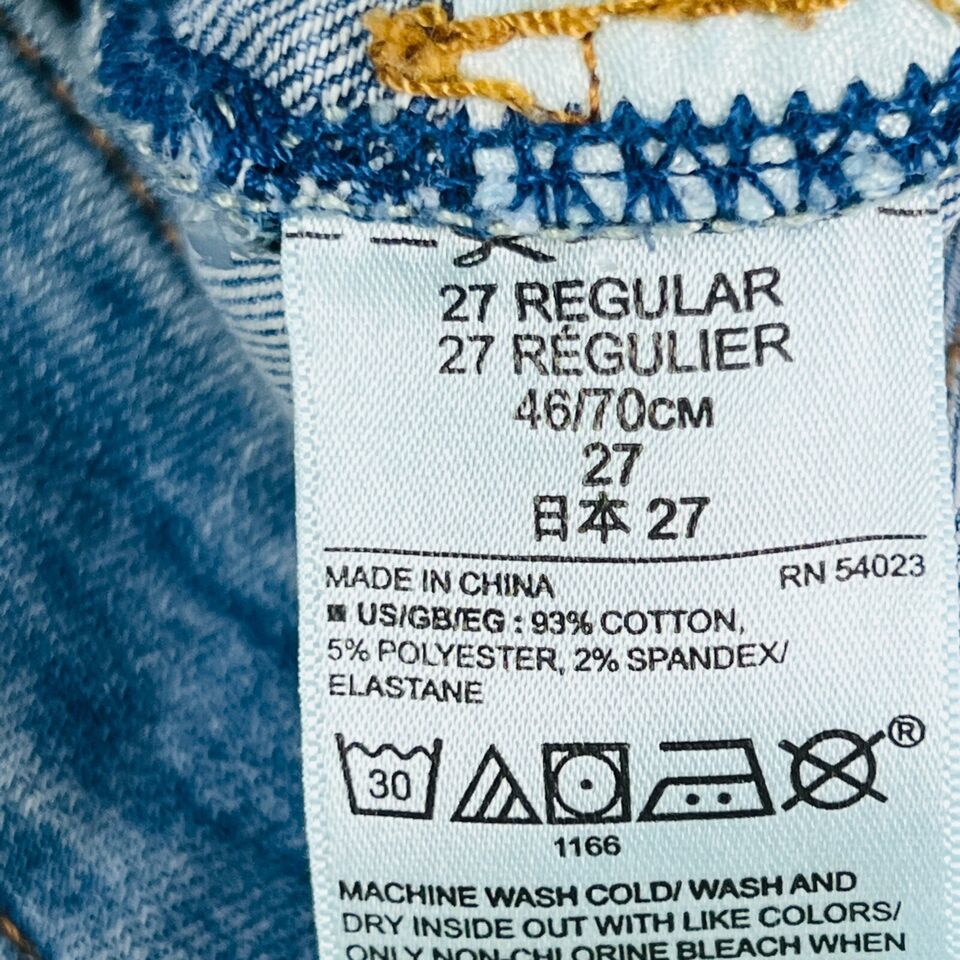 27 REGULAR
27 RÉGULIER
46/70CM
27
日本 27
MADE IN CHINA RN 54023
US/GB/EG : 93% COTTON,
5% POLYESTER, 2% SPANDEX/
ELASTANE
30 ®
1166
MACHINE WASH COLD/ WASH AND
DRY INSIDE OUT WITH LIKE COLORS/
ONLY NON-CHLORINE BLEACH WHEN